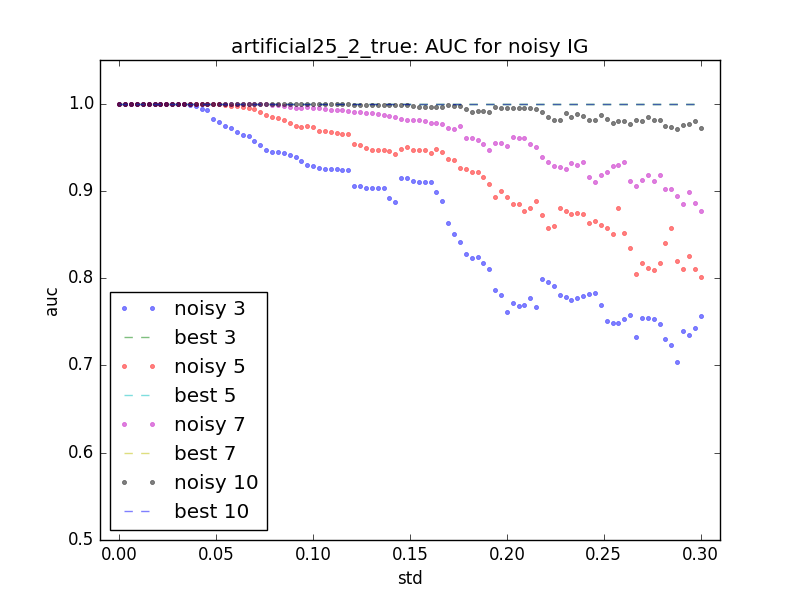 artificial25_2_true: AUC for noisy IG
auc
1.0
0.9
0.8
0.7
0.6
0.5
noisy 3
best 3
noisy 5
best 5
noisy 7
best 7
noisy 10
best 10
0.00 0.05 0.10 0.15 0.20 0.25 0.30
std